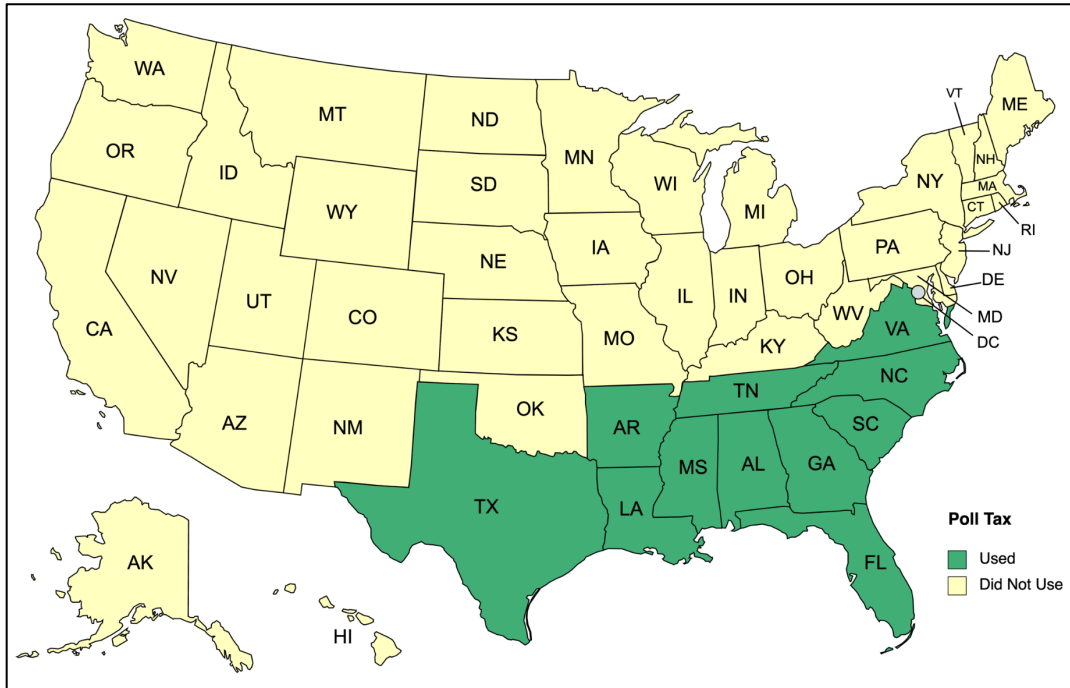 WA
OR
CA
NV
ID
MT
WY
UT
CO
AZ
NM
ND
SD
NE
KS
OK
TX
MN
IA
MO
AR
LA
WI
IL
MI
IN
OH
KY
TN
MS
AL
GA
FL
SC
NC
VA
WV
PA
NY
VT
NH
ME
MA
CT
RI
NJ
DE
MD
DC
AK
HI
Poll Tax
Used
Did Not Use